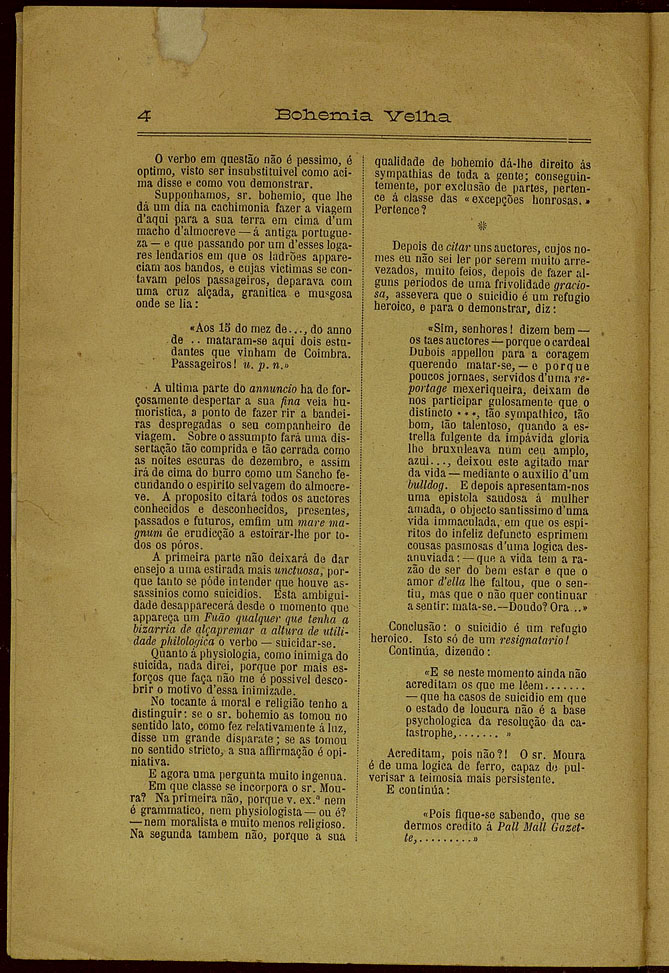 4 Bohemia Velha
O verbo em questão não é pessimo, é
optimo, visto ser insubstituivel como aci-
ma disse e como vou demonstrar.
Supponhamos, sr. bohemio, que lhe
dá um dia na cachimonia fazer a viagem
d'aqui para a sua terra em cima d'um
macho d'almocreve — á antiga portugue-
za — e que passando por um d'esses loga-
res lendarios em que os ladrões appare-
ciam aos bandos, e cujas victimas se con-
tavam pelos passageiros, deparava com
uma cruz alçada, granitica e musgosa
onde se lia:
«Aos 15 do mez de..., do anno
de .. mataram-se aqui dois estu-
dantes que vinham de Coimbra.
Passageiros! u. p. n.»
A ultima parte do annuncio ha de for-
çosamente despertar a sua fina veia hu-
moristica, a ponto de fazer rir a bandei-
ras despregadas o seu companheiro de
viagem. Sobre o assumpto fará uma dis-
sertação tão comprida e tão cerrada como
as noites escuras de dezembro, e assim
irá de cima do burro como um Sancho fe-
cundando o espirito selvagem do almocre-
ve. A proposito citará todos os auctores
conhecidos e desconhecidos, presentes,
passados e futuros, emfim um mare ma-
gnum de erudicção a estoirar-lhe por to-
dos os póros.
A primeira parte não deixará de dar
ensejo a uma estirada mais unctuosa, por-
que tanto se póde intender que houve as-
sassinios como suicidios. Esta ambigui-
dade desapparecerá desde o momento que
appareça um Fuão qualquer que tenha a
bizarria de alçapremar a altura de utili-
dade philologica o verbo — suicidar-se.
Quanto á physiologia, como inimiga do
suicida, nada direi, porque por mais es-
forços que faça não me é possivel desco-
brir o motivo d'essa inimizade.
No tocante á moral e religião tenho a
distinguir: se o sr. bohemio as tomou no
sentido lato, como fez relativamente á luz,
disse um grande disparate; se as tomou
no sentido stricto, a sua affirmação é opi-
niativa.
E agora uma pergunta muito ingenua.
Em que classe se incorpora o sr. Mou-
ra? Na primeira não, porque v. ex.ª nem
é grammatico, nem physiologista — ou é?
— nem moralista e muito menos religioso.
Na segunda tambem não, porque a sua
qualidade de bohemio dá-lhe direito ás
sympathias de toda a gente; conseguin-
temente, por exclusão de partes, perten-
ce á classe das «excepções honrosas.»
Pertence?
*
Depois de citar uns auctores, cujos no-
mes eu não sei ler por serem muito arre-
vezados, muito feios, depois de fazer al-
guns periodos de uma frivolidade gracio-
sa, assevera que o suicidio é um refugio
heroico, e para o demonstrar, diz:
«Sim, senhores! dizem bem —
os taes auctores — porque o cardeal
Dubois appellou para a coragem
querendo matar-se, — e porque
poucos jornaes, servidos d'uma re-
portage mexeriqueira, deixam de
nos participar gulosamente que o
distincto ***, tão sympathico, tão
bom, tão talentoso, quando a es-
trella fulgente da impávida gloria
lhe bruxuleava num ceu amplo,
azul..., deixou este agitado mar
da vida — mediante o auxilio d'um
bulldog. E depois apresentam-nos
uma epistola saudosa à mulher
amada, o objecto santissimo d'uma
vida immaculada, em que os espi-
ritos do infeliz defuncto esprimem
cousas pasmosas d'uma logica des-
anuviada: — que a vida tem a ra-
zão de ser do bem estar e que o
amor d'ella lhe faltou, que o sen-
tiu, mas que o não quer continuar
a sentir: mata-se. — Doudo? Ora ..»
Conclusão: o suicidio é um refugio
heroico. Isto só de um resignatario!
Continúa, dizendo:
«E se neste momento ainda não
acreditam os que me lêem.......
— que ha casos de suicidio em que
o estado de loucura não é a base
psychologica da resolução da ca-
tastrophe,....... »
Acreditam, pois não?! O sr. Moura
é de uma logica de ferro, capaz de pul-
verisar a teimosia mais persistente.
E continúa:
«Pois fique-se sabendo, que se
dermos credito á Pall Mall Gazet-
te,.........»